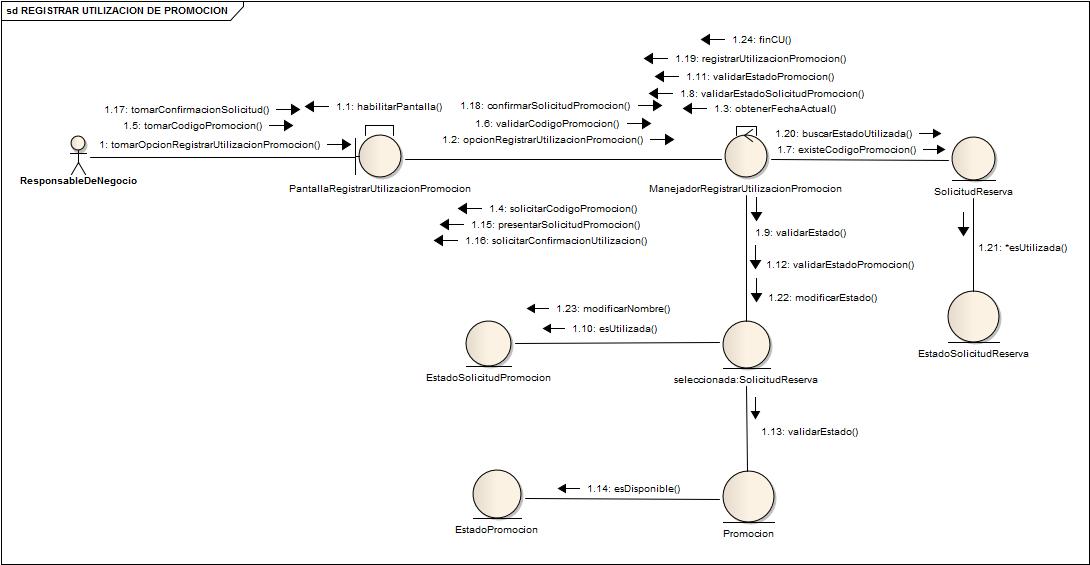 sd REGISTRAR UTILIZACION DE PROMOCION
1.24: finCU()
1.19: registrarUtilizacionPromocion()
1.11: validarEstadoPromocion()
1.8: validarEstadoSolicitudPromocion()
1.3: obtenerFechaActual()
1.17: tomarConfirmacionSolicitud()
1.5: tomarCodigoPromocion()
1: tomarOpcionRegistrarUtilizacionPromocion()
1.1: habilitarPantalla()
1.18: confirmarSolicitudPromocion()
1.6: validarCodigoPromocion()
1.2: opcionRegistrarUtilizacionPromocion()
1.20: buscarEstadoUtilizada()
1.7: existeCodigoPromocion()
ResponsableDeNegocio
PantallaRegistrarUtilizacionPromocion
ManejadorRegistrarUtilizacionPromocion
SolicitudReserva
1.4: solicitarCodigoPromocion()
1.15: presentarSolicitudPromocion()
1.16: solicitarConfirmacionUtilizacion()
1.9: validarEstado()
1.12: validarEstadoPromocion()
1.22: modificarEstado()
1.21: *esUtilizada()
1.23: modificarNombre()
1.10: esUtilizada()
EstadoSolicitudReserva
EstadoSolicitudPromocion
seleccionada:SolicitudReserva
1.13: validarEstado()
1.14: esDisponible()
EstadoPromocion
Promocion